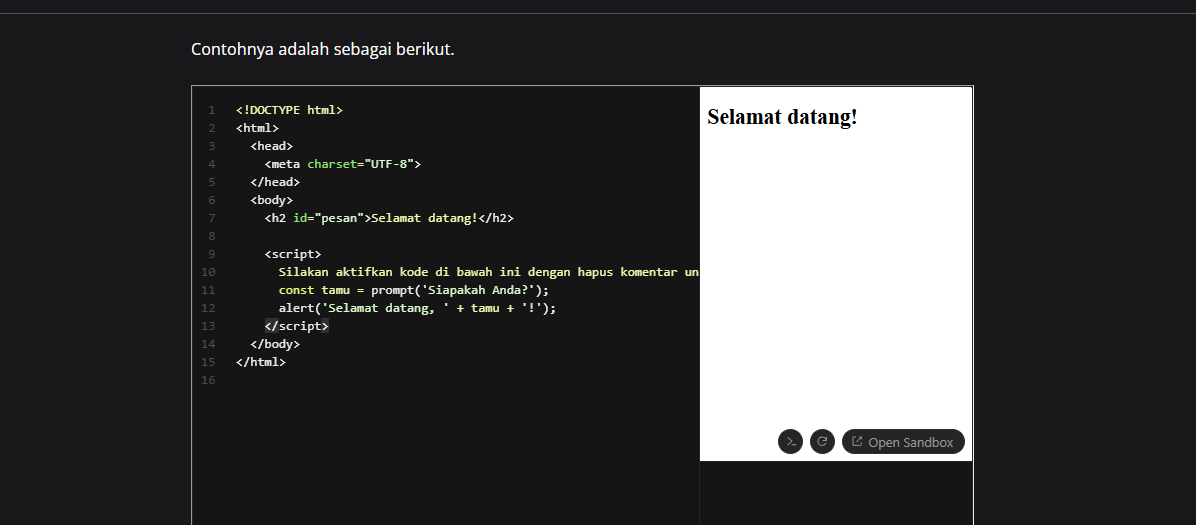 Contohnya adalah sebagai berikut.
1 <!DOCTYPE html>
2 <html>
3 <head>
4 <meta charset="UTF-8">
5 </head>
6 <body>
7 <h2 id="pesan">Selamat datang!</h2>
8
9 <script>
10 Silakan aktifkan kode di bawah ini dengan hapus komentar un
11 const tamu = prompt('Siapakah Anda?');
12 alert('Selamat datang, ' + tamu + '!');
13 </script>
14 </body>
15 </html>
16
Selamat datang!
Open Sandbox